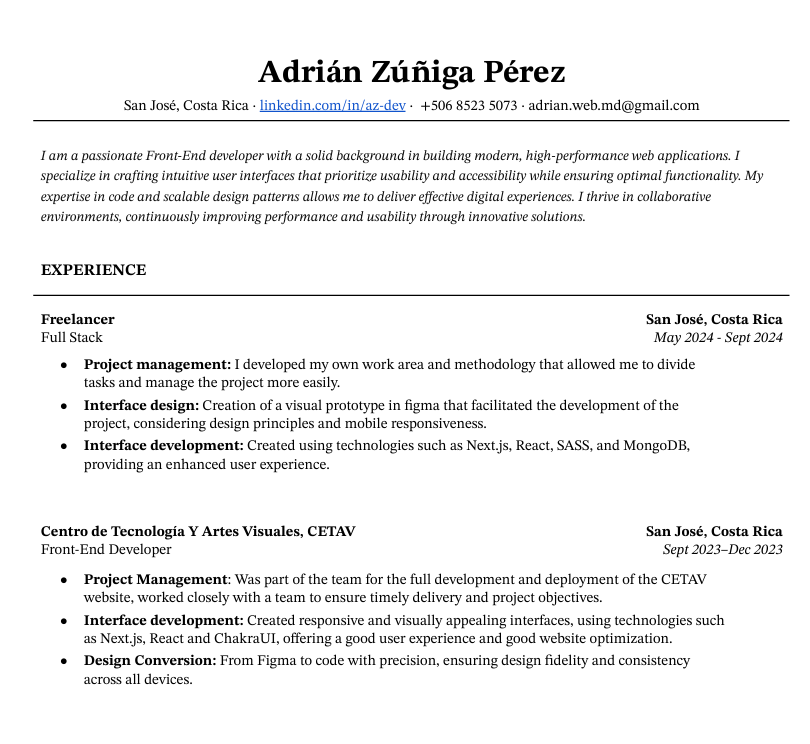 Adrián Zúñiga Pérez
San José, Costa Rica · linkedin.com/in/az-dev · +506 8523 5073 · adrian.web.md@gmail.com
I am a passionate Front-End developer with a solid background in building modern, high-performance web applications. I
specialize in crafting intuitive user interfaces that prioritize usability and accessibility while ensuring optimal functionality. My
expertise in code and scalable design patterns allows me to deliver effective digital experiences. I thrive in collaborative
environments, continuously improving performance and usability through innovative solutions.
EXPERIENCE
Freelancer San José, Costa Rica
Full Stack May 2024 - Sept 2024
● Project management: I developed my own work area and methodology that allowed me to divide
tasks and manage the project more easily.
● Interface design: Creation of a visual prototype in figma that facilitated the development of the
project, considering design principles and mobile responsiveness.
● Interface development: Created using technologies such as Next.js, React, SASS, and MongoDB,
providing an enhanced user experience.
Centro de Tecnología Y Artes Visuales, CETAV San José, Costa Rica
Front-End Developer Sept 2023–Dec 2023
● Project Management: Was part of the team for the full development and deployment of the CETAV
website, worked closely with a team to ensure timely delivery and project objectives.
● Interface development: Created responsive and visually appealing interfaces, using technologies such
as Next.js, React and ChakraUI, offering a good user experience and good website optimization.
● Design Conversion: From Figma to code with precision, ensuring design fidelity and consistency
across all devices.